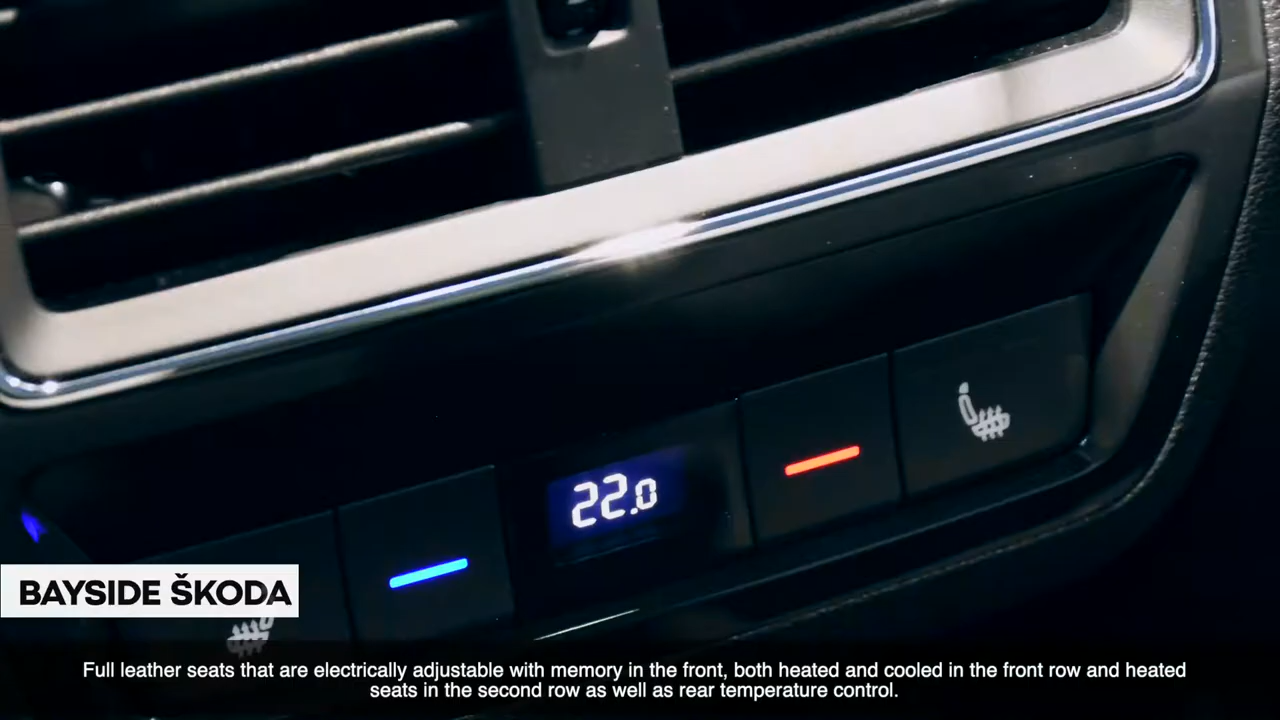 22.0
BAYSIDE ŠKODA
Full leather seats that are electrically adjustable with memory in the front, both heated and cooled in the front row and heated
seats in the second row as well as rear temperature control.